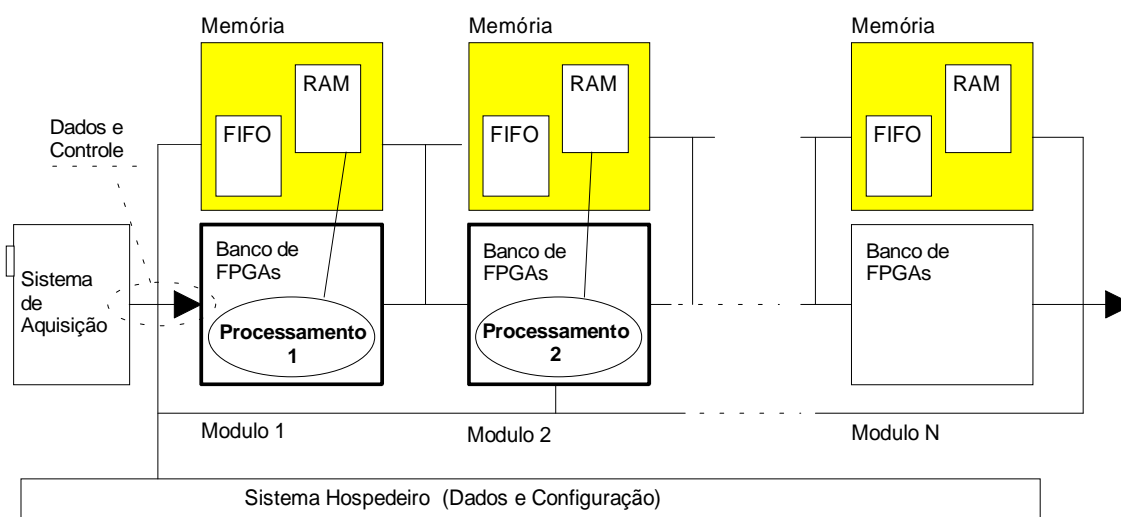 Memória
Memória
Memória
RAM
RAM
RAM
FIFO
FIFO
FIFO
Dados e
Controle
Sistema
de
Aquisição
Banco de
FPGAs
Processamento
1
Banco de
FPGAs
Processamento
2
Banco de
FPGAs
Modulo 1
Modulo 2
Modulo N
Sistema Hospedeiro (Dados e Configuração)